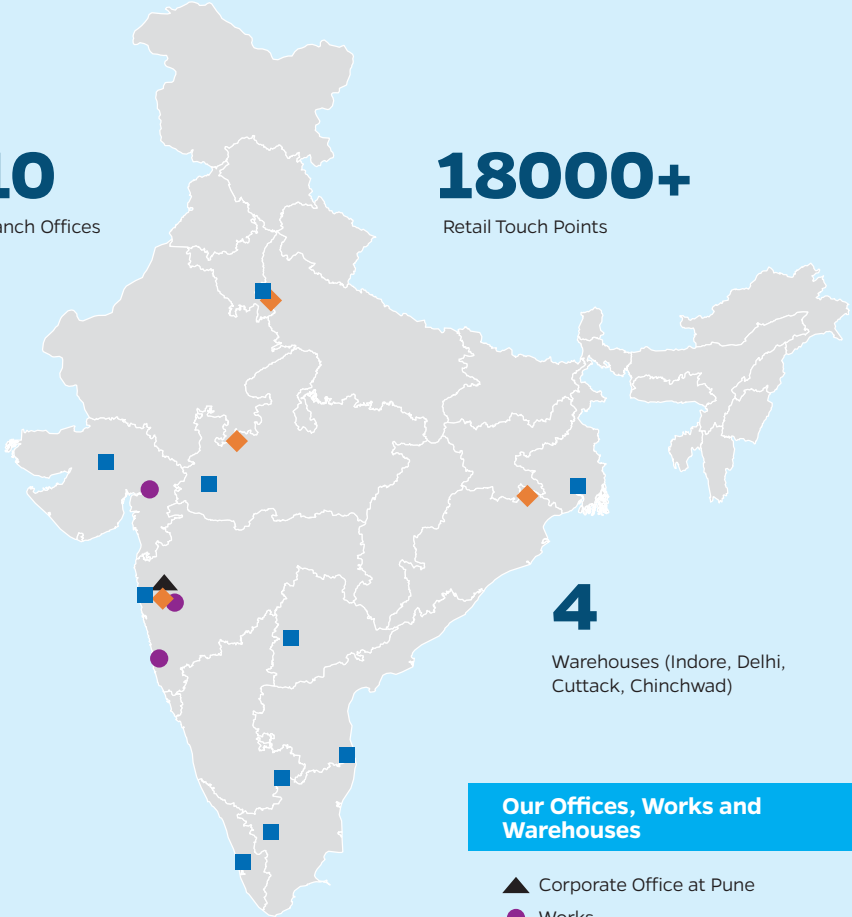 10
anch Offices
18000+
Retail Touch Points
4
Warehouses (Indore, Delhi,
Cuttack, Chinchwad)
Our Offices, Works and
Warehouses
Corporate Office at Pune
Works